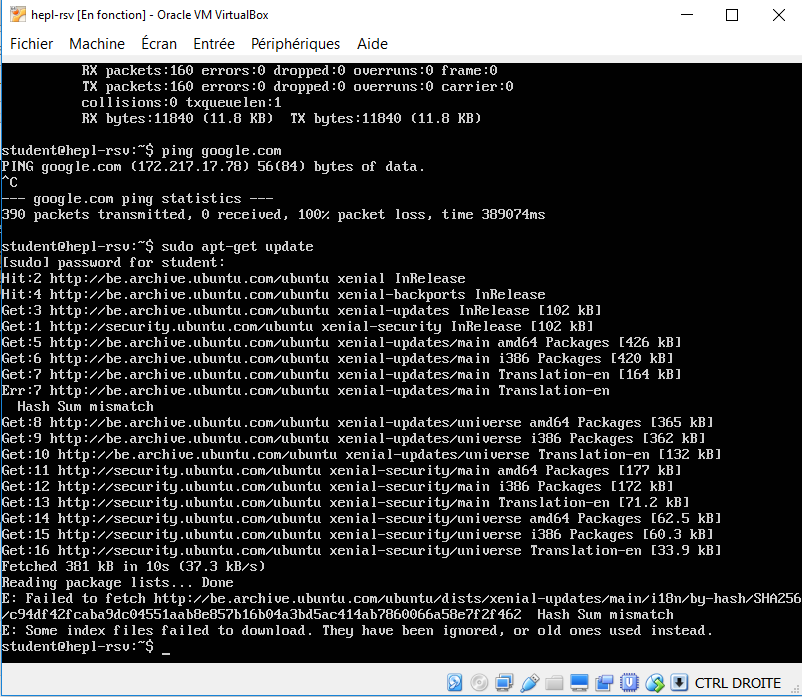 hepl-rsv [En fonction] - Oracle VM VirtualBox
Fichier Machine Écran Entrée Périphériques Aide
RX packets:160 errors:0 dropped:0 overruns:0 frame:0
TX packets:160 errors:0 dropped:0 overruns:0 carrier:0
collisions:0 txqueuelen:1
RX bytes:11840 (11.8 KB)  TX bytes:11840 (11.8 KB)
student@hepl-rsv:~$ ping google.com
PING google.com (172.217.17.78) 56(84) bytes of data.
^C
--- google.com ping statistics ---
390 packets transmitted, 0 received, 100% packet loss, time 389074ms
student@hepl-rsv:~$ sudo apt-get update
[sudo] password for student:
Hit:2 http://be.archive.ubuntu.com/ubuntu xenial InRelease
Hit:4 http://be.archive.ubuntu.com/ubuntu xenial-backports InRelease
Get:3 http://be.archive.ubuntu.com/ubuntu xenial-updates InRelease [102 kB]
Get:1 http://security.ubuntu.com/ubuntu xenial-security InRelease [102 kB]
Get:5 http://be.archive.ubuntu.com/ubuntu xenial-updates/main amd64 Packages [426 kB]
Get:6 http://be.archive.ubuntu.com/ubuntu xenial-updates/main i386 Packages [420 kB]
Get:7 http://be.archive.ubuntu.com/ubuntu xenial-updates/main Translation-en [164 kB]
Err:7 http://be.archive.ubuntu.com/ubuntu xenial-updates/main Translation-en
Hash Sum mismatch
Get:8 http://be.archive.ubuntu.com/ubuntu xenial-updates/universe amd64 Packages [365 kB]
Get:9 http://be.archive.ubuntu.com/ubuntu xenial-updates/universe i386 Packages [362 kB]
Get:10 http://be.archive.ubuntu.com/ubuntu xenial-updates/universe Translation-en [132 kB]
Get:11 http://security.ubuntu.com/ubuntu xenial-security/main amd64 Packages [177 kB]
Get:12 http://security.ubuntu.com/ubuntu xenial-security/main i386 Packages [172 kB]
Get:13 http://security.ubuntu.com/ubuntu xenial-security/main Translation-en [71.2 kB]
Get:14 http://security.ubuntu.com/ubuntu xenial-security/universe amd64 Packages [62.5 kB]
Get:15 http://security.ubuntu.com/ubuntu xenial-security/universe i386 Packages [60.3 kB]
Get:16 http://security.ubuntu.com/ubuntu xenial-security/universe Translation-en [33.9 kB]
Fetched 381 kB in 10s (37.3 kB/s)
Reading package lists... Done
E: Failed to fetch http://be.archive.ubuntu.com/ubuntu/dists/xenial-updates/main/i18n/by-hash/SHA256
/c94df42fcaba9dc04551aab8e857b16b04a3bd5ac414ab7860066a58e7f2f462  Hash Sum mismatch
E: Some index files failed to download. They have been ignored, or old ones used instead.
student@hepl-rsv:~$ _
CTRL DROITE